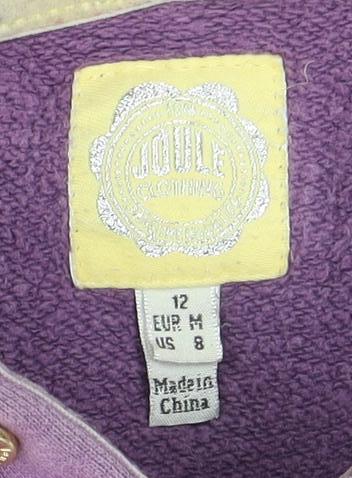 JOULE
CLOTHING
12
EUR M
US 8
Made in
China